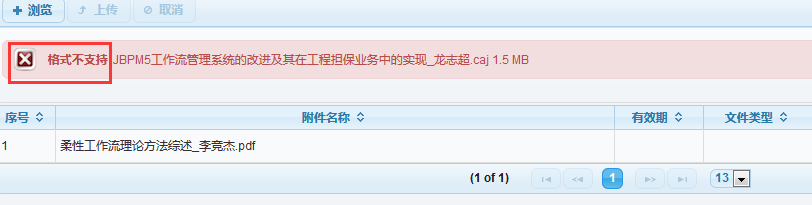 浏览 上传 取消
格式不支持 JBPM5工作流管理系统的改进及其在工程担保业务中的实现_龙志超.caj 1.5 MB
序号 附件名称 有效期 文件类型
1 柔性工作流理论方法综述_李竞杰.pdf
(1 of 1) 1 13